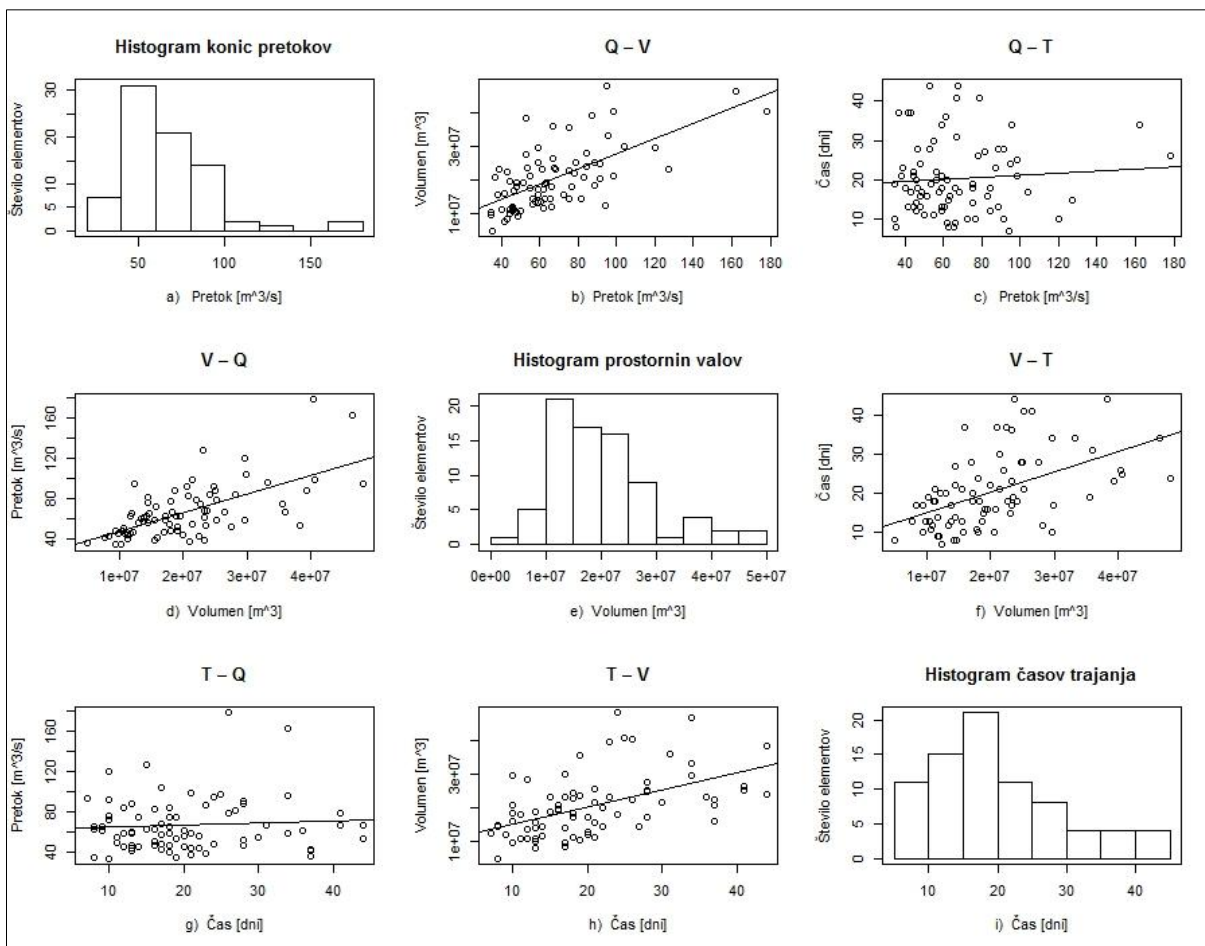 Histogram konic pretokov
Število elementov
0 5 10 20 30
50 100 150
a) Pretok [m^3/s]
Q – V
Volumen [m^3]
1e+07 3e+07
40 60 80 100 120 140 160 180
b) Pretok [m^3/s]
Q – T
Čas [dni]
10 20 30 40
40 60 80 100 120 140 160 180
c) Pretok [m^3/s]
V – Q
Pretok [m^3/s]
40 80 120 160
1e+07 2e+07 3e+07 4e+07
d) Volumen [m^3]
Histogram prostornin valov
Število elementov
0 5 10 15 20
0e+00 1e+07 2e+07 3e+07 4e+07 5e+07
e) Volumen [m^3]
V – T
Čas [dni]
10 20 30 40
1e+07 2e+07 3e+07 4e+07
f) Volumen [m^3]
T – Q
Pretok [m^3/s]
40 80 120 160
10 20 30 40
g) Čas [dni]
T – V
Volumen [m^3]
1e+07 3e+07
10 20 30 40
h) Čas [dni]
Histogram časov trajanja
Število elementov
0 5 10 15 20
10 20 30 40
i) Čas [dni]